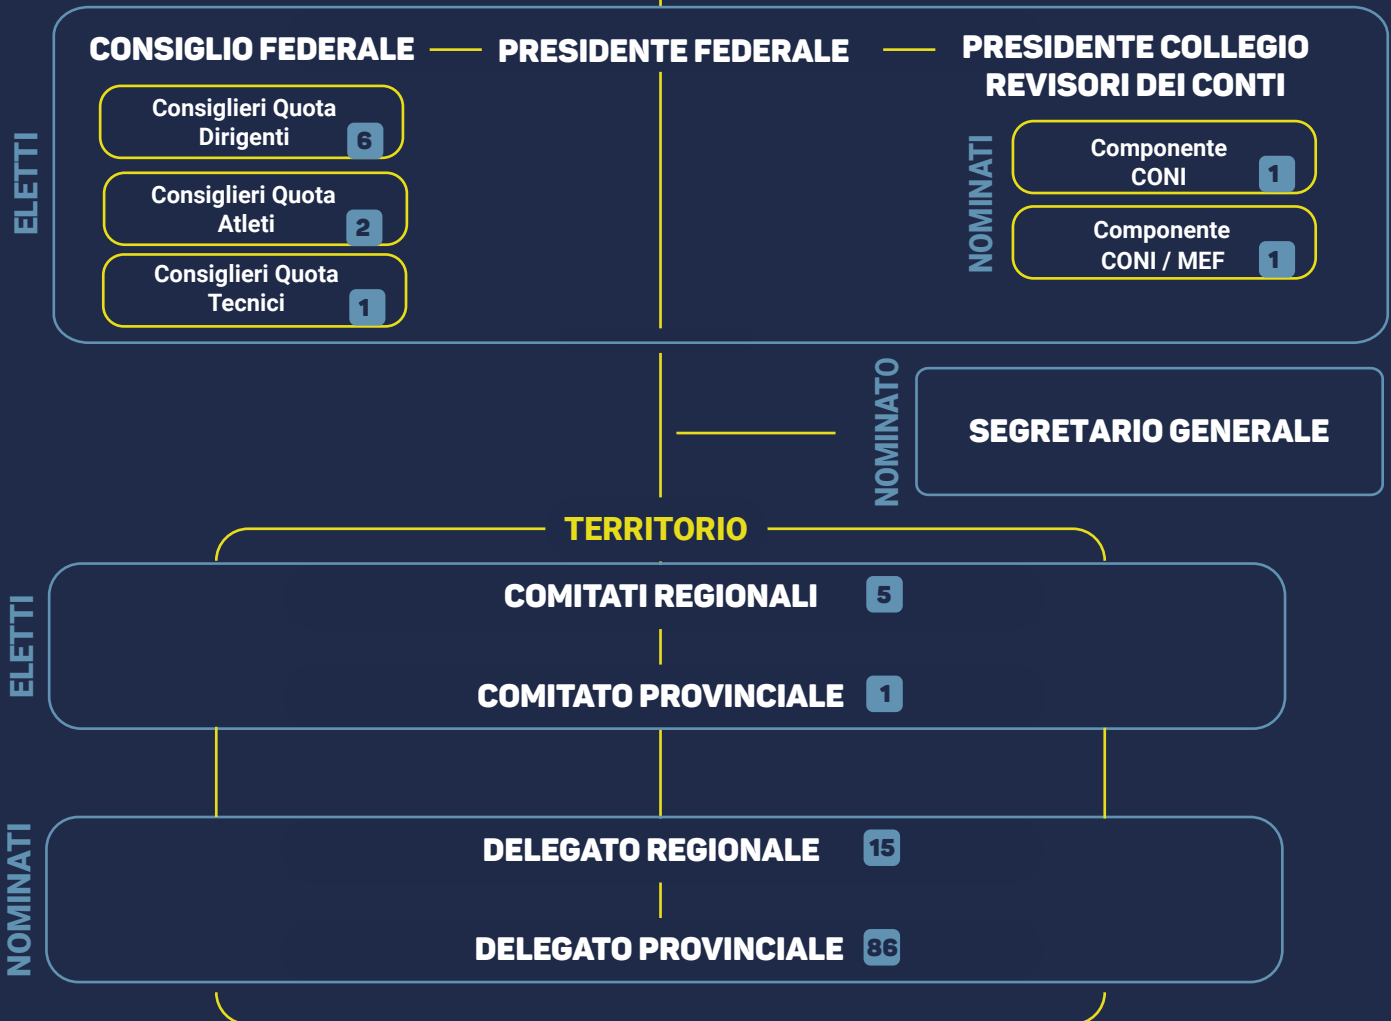 ELETTI
CONSIGLIO FEDERALE
Consiglieri Quota
Dirigenti
6
Consiglieri Quota
Atleti
2
Consiglieri Quota
Tecnici
1
PRESIDENTE FEDERALE
PRESIDENTE COLLEGIO
REVISORI DEI CONTI
NOMINATI
Componente
CONI
1
Componente
CONI / MEF
1
NOMINATO
SEGRETARIO GENERALE
TERRITORIO
ELETTI
COMITATI REGIONALI 5
COMITATO PROVINCIALE 1
NOMINATI
DELEGATO REGIONALE 15
DELEGATO PROVINCIALE 86